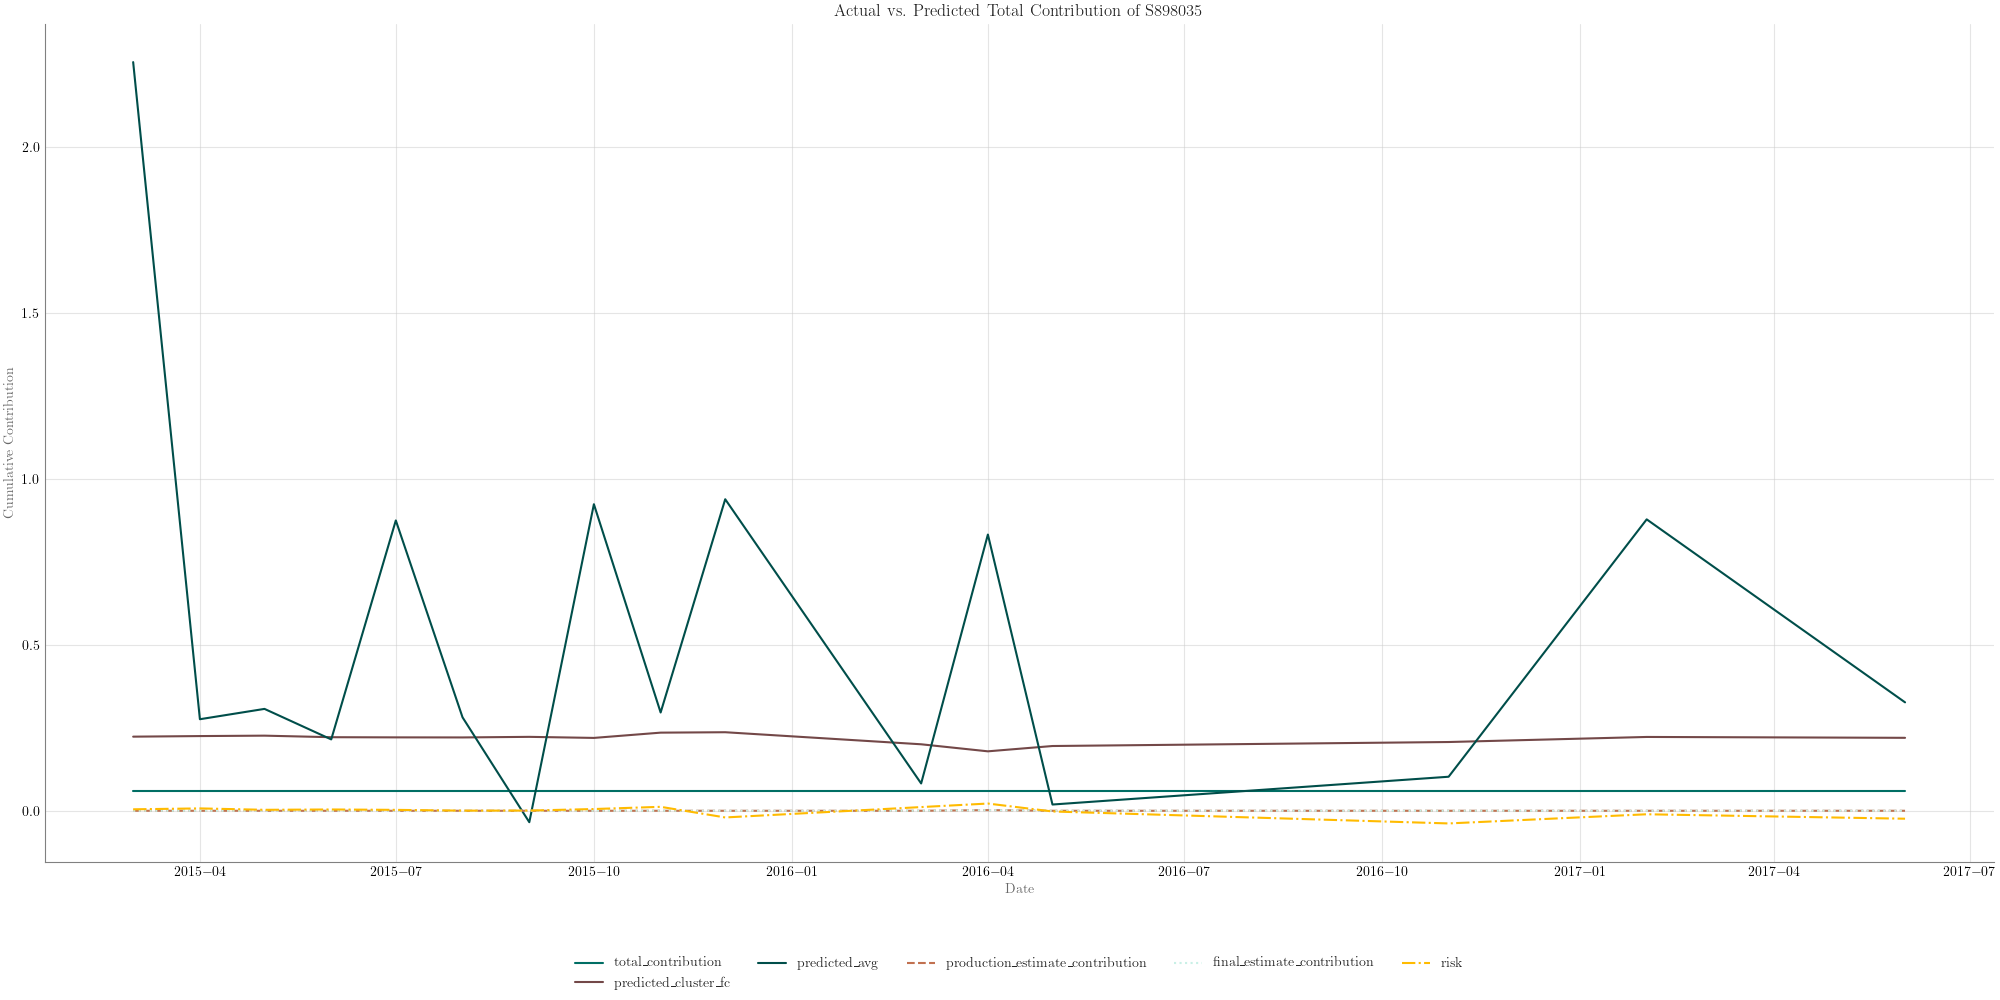 Actual vs. Predicted Total Contribution of S898035
Cumulative Contribution
2.0
1.5
1.0
0.5
0.0
2015−04 2015−07 2015−10 2016−01 2016−04 2016−07 2016−10 2017−01 2017−04 2017−07
Date
total_contribution predicted_avg production_estimate_contribution final_estimate_contribution risk
predicted_cluster_fc